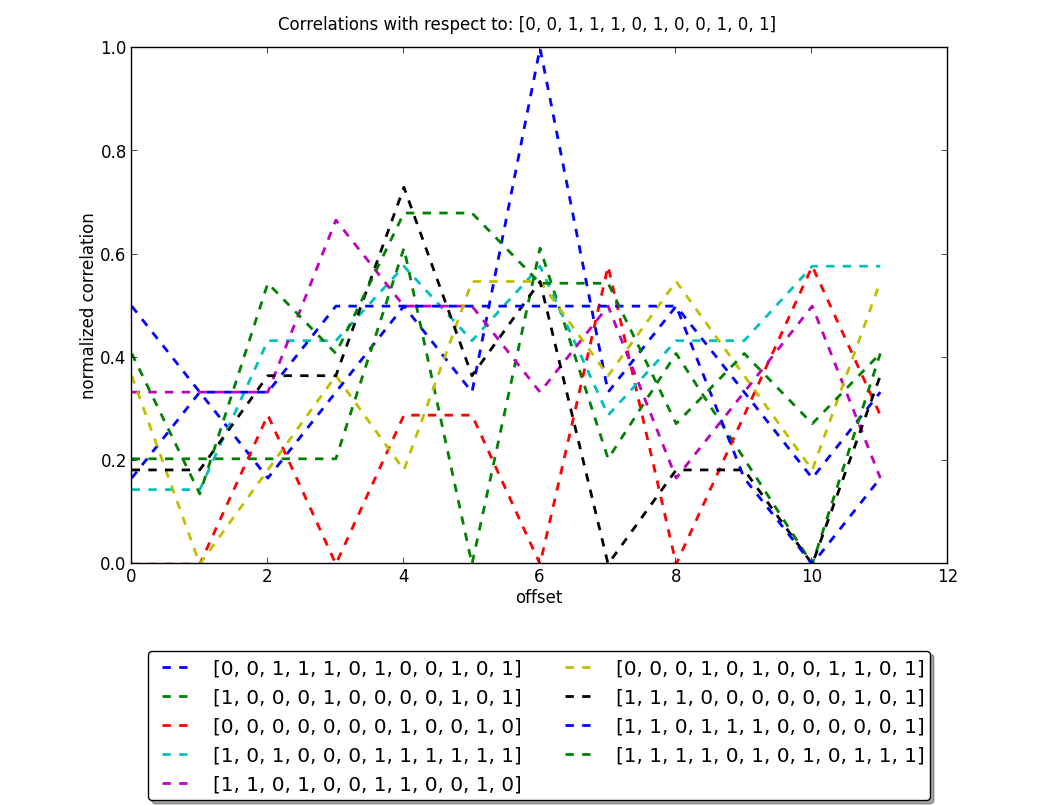 Correlations with respect to: [0, 0, 1, 1, 1, 0, 1, 0, 0, 1, 0, 1]
1.0
0.8
0.6
0.4
0.2
0.0
normalized correlation
0 2 4 6 8 10 12
offset
[0, 0, 1, 1, 1, 0, 1, 0, 0, 1, 0, 1]
[1, 0, 0, 0, 1, 0, 0, 0, 0, 1, 0, 1]
[0, 0, 0, 0, 0, 0, 0, 1, 0, 0, 1, 0]
[1, 0, 1, 0, 0, 0, 1, 1, 1, 1, 1, 1]
[1, 1, 0, 1, 0, 0, 1, 1, 0, 0, 1, 0]
[0, 0, 0, 1, 0, 1, 0, 0, 1, 1, 0, 1]
[1, 1, 1, 0, 0, 0, 0, 0, 0, 1, 0, 1]
[1, 1, 0, 1, 1, 1, 0, 0, 0, 0, 0, 1]
[1, 1, 1, 1, 0, 1, 0, 1, 0, 1, 1, 1]